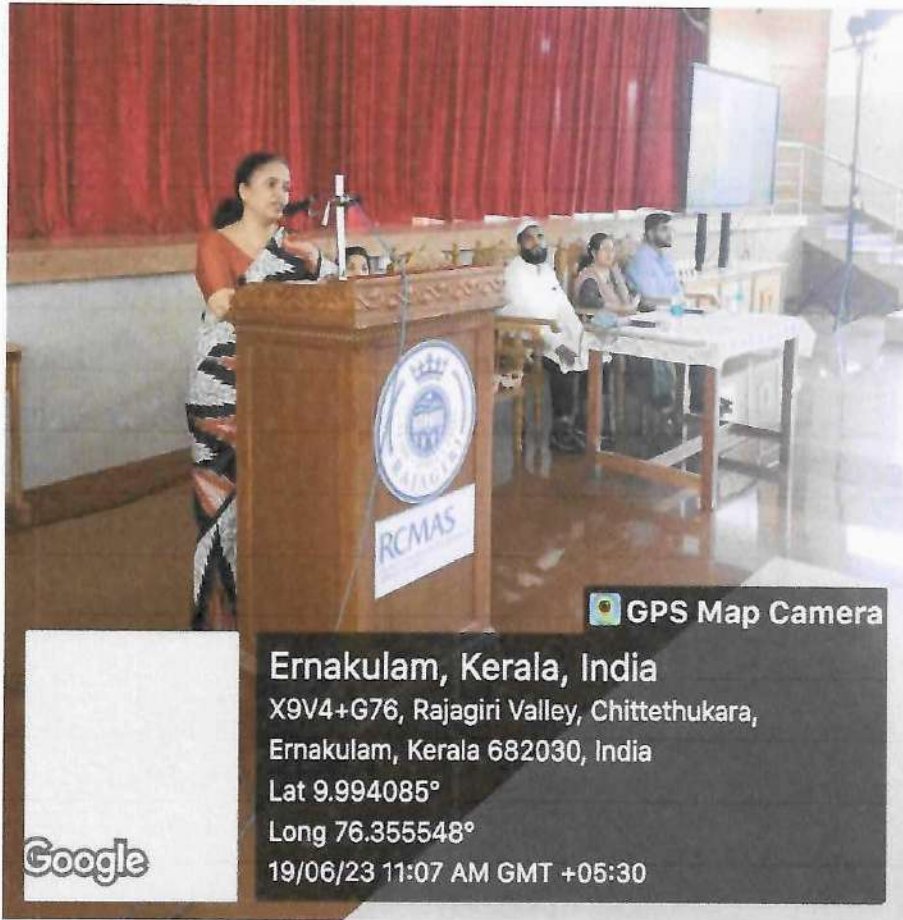 RAJAGIRI
RCMAS
GPS Map Camera
Ernakulam, Kerala, India
X9V4+G76, Rajagiri Valley, Chittethukara,
Ernakulam, Kerala 682030, India
Lat 9.994085°
Long 76.355548°
19/06/23 11:07 AM GMT +05:30
Google